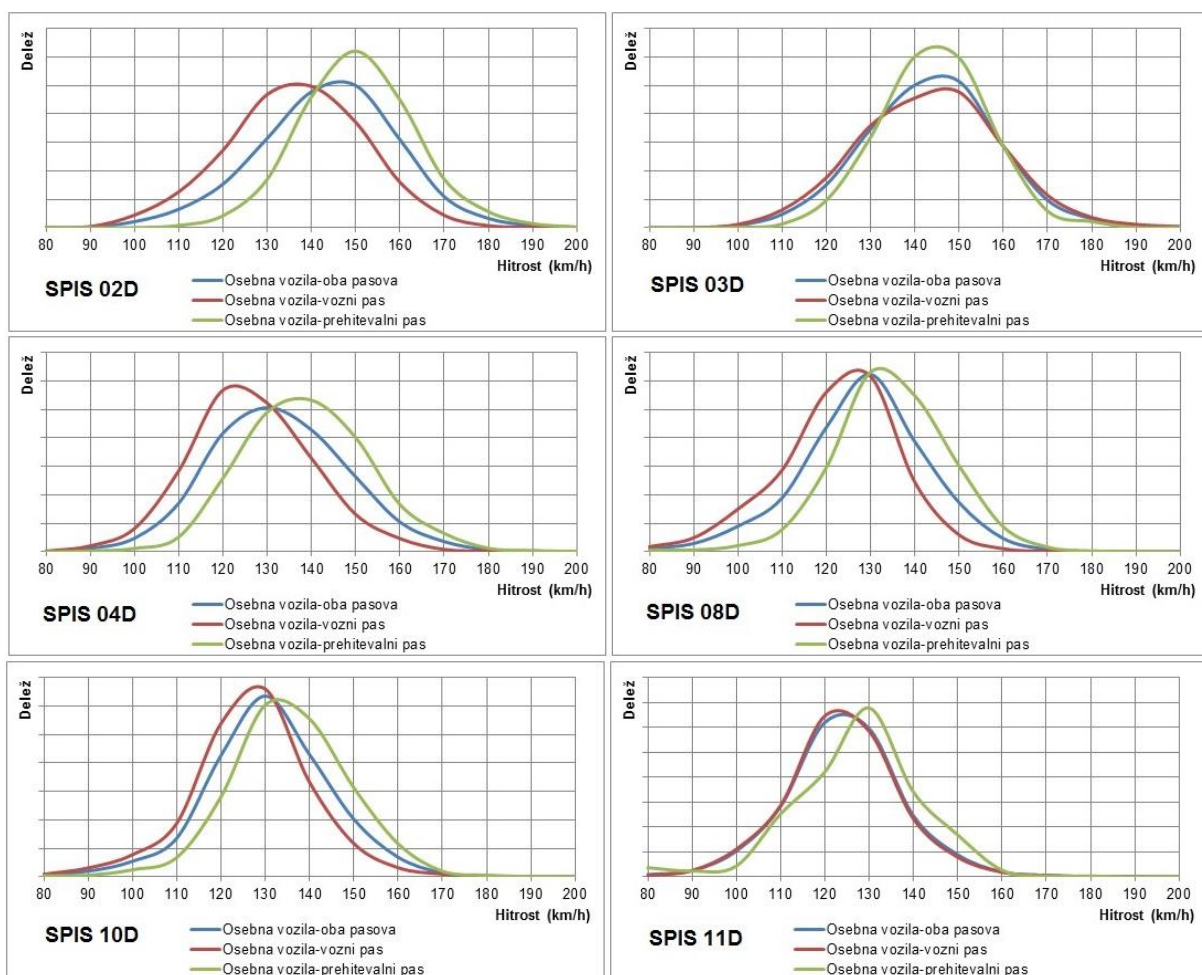 Delež
80 90 100 110 120 130 140 150 160 170 180 190 200
Hitrost (km/h)
SPIS 02D
Osebna vozila-oba pasova
Osebna vozila-vozni pas
Osebna vozila-prehitevalni pas
Delež
80 90 100 110 120 130 140 150 160 170 180 190 200
Hitrost (km/h)
SPIS 03D
Osebna vozila-oba pasova
Osebna vozila-vozni pas
Osebna vozila-prehitevalni pas
Delež
80 90 100 110 120 130 140 150 160 170 180 190 200
Hitrost (km/h)
SPIS 04D
Osebna vozila-oba pasova
Osebna vozila-vozni pas
Osebna vozila-prehitevalni pas
Delež
80 90 100 110 120 130 140 150 160 170 180 190 200
Hitrost (km/h)
SPIS 08D
Osebna vozila-oba pasova
Osebna vozila-vozni pas
Osebna vozila-prehitevalni pas
Delež
80 90 100 110 120 130 140 150 160 170 180 190 200
Hitrost (km/h)
SPIS 10D
Osebna vozila-oba pasova
Osebna vozila-vozni pas
Osebna vozila-prehitevalni pas
Delež
80 90 100 110 120 130 140 150 160 170 180 190 200
Hitrost (km/h)
SPIS 11D
Osebna vozila-oba pasova
Osebna vozila-vozni pas
Osebna vozila-prehitevalni pas